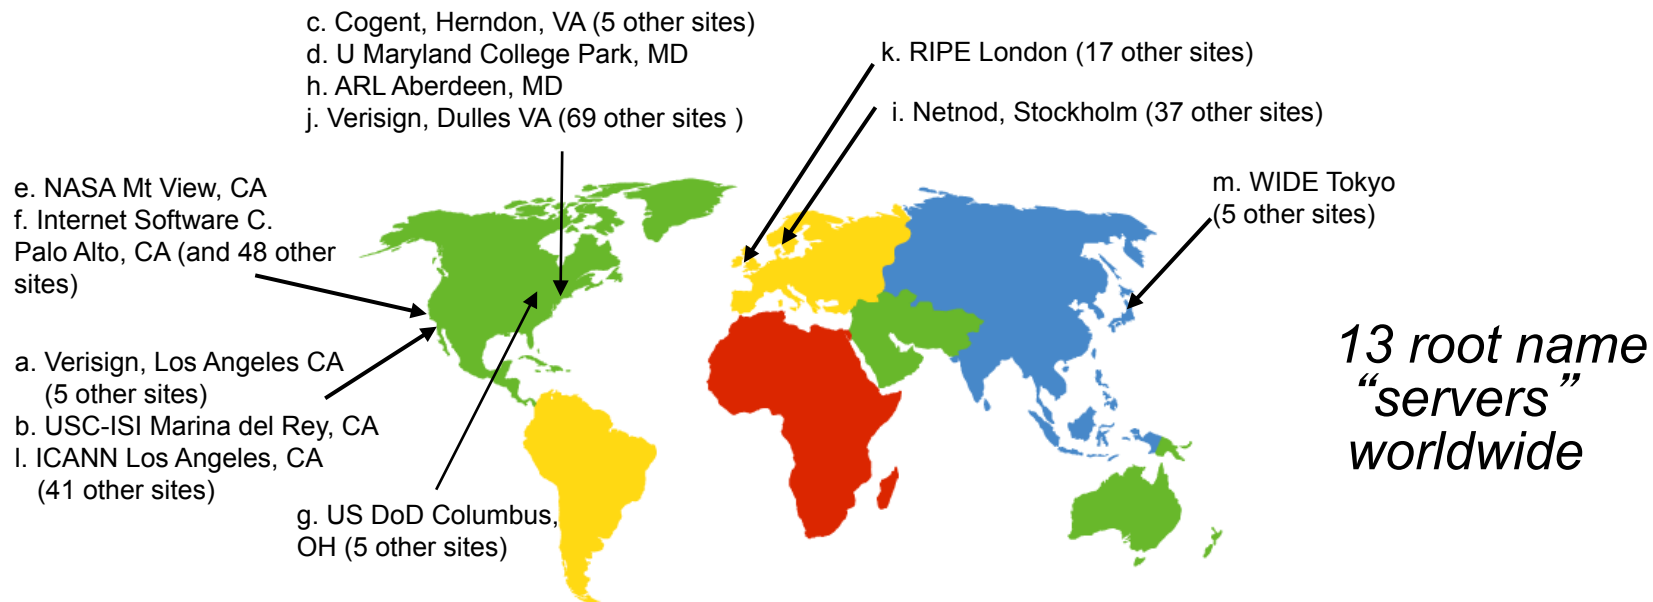 c. Cogent, Herndon, VA (5 other sites)
d. U Maryland College Park, MD
h. ARL Aberdeen, MD
j. Verisign, Dulles VA (69 other sites )
k. RIPE London (17 other sites)
i. Netnod, Stockholm (37 other sites)
m. WIDE Tokyo
(5 other sites)
e. NASA Mt View, CA
f. Internet Software C.
Palo Alto, CA (and 48 other
sites)
a. Verisign, Los Angeles CA
(5 other sites)
b. USC-ISI Marina del Rey, CA
l. ICANN Los Angeles, CA
(41 other sites)
g. US DoD Columbus,
OH (5 other sites)
13 root name
“servers”
worldwide